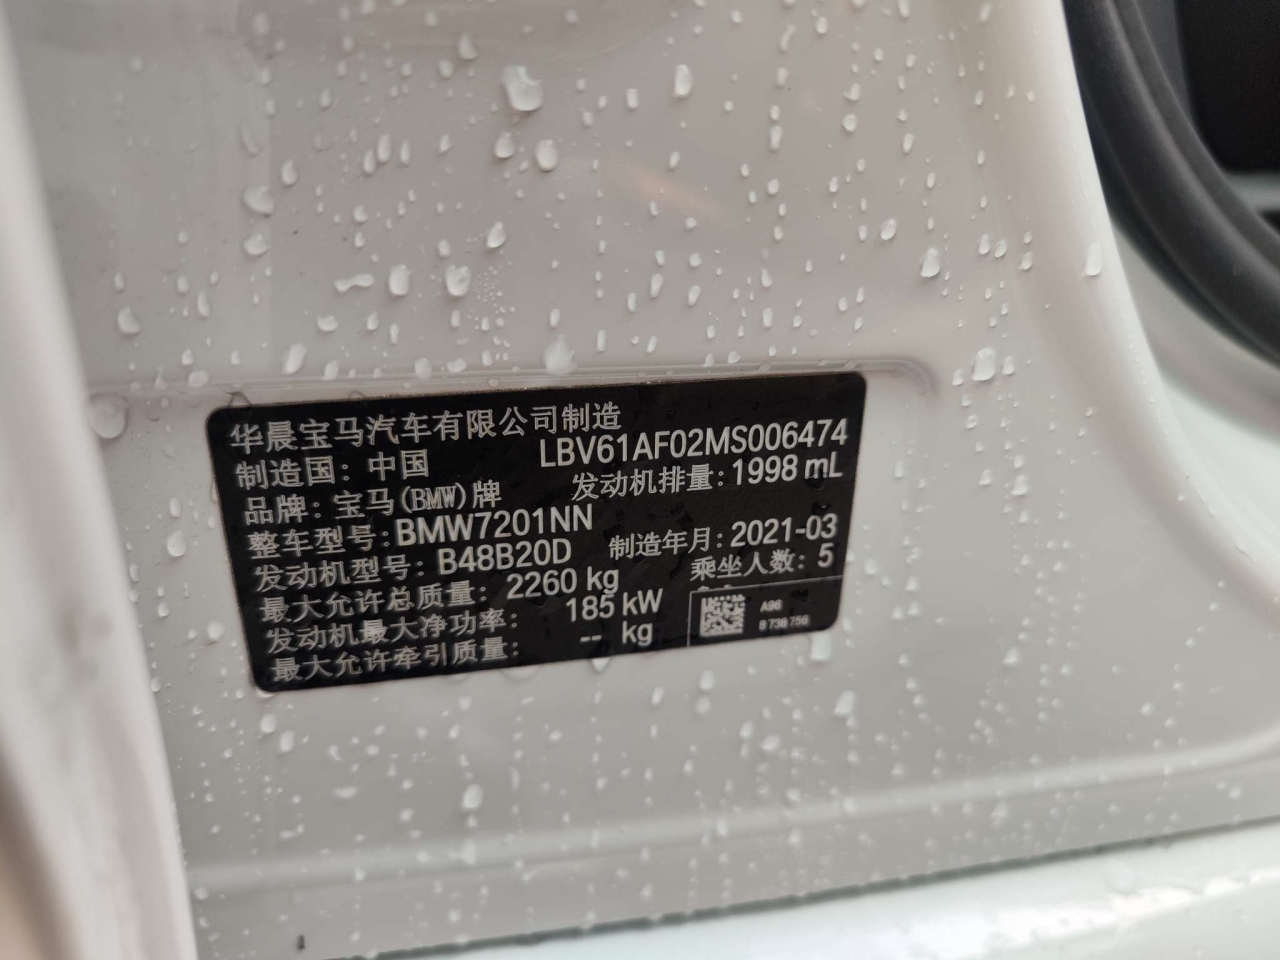 华晨宝马汽车有限公司制造
制造国: 中国 LBV61AF02MS006474
品牌: 宝马(BMW)牌 发动机排量: 1998 mL
整车型号: BMW7201NN
发动机型号: B48B20D 制造年月: 2021-03
最大允许总质量: 2260 kg 乘坐人数: 5
发动机最大净功率: 185 kW
最大允许牵引质量: -- kg
A96
8 738 756